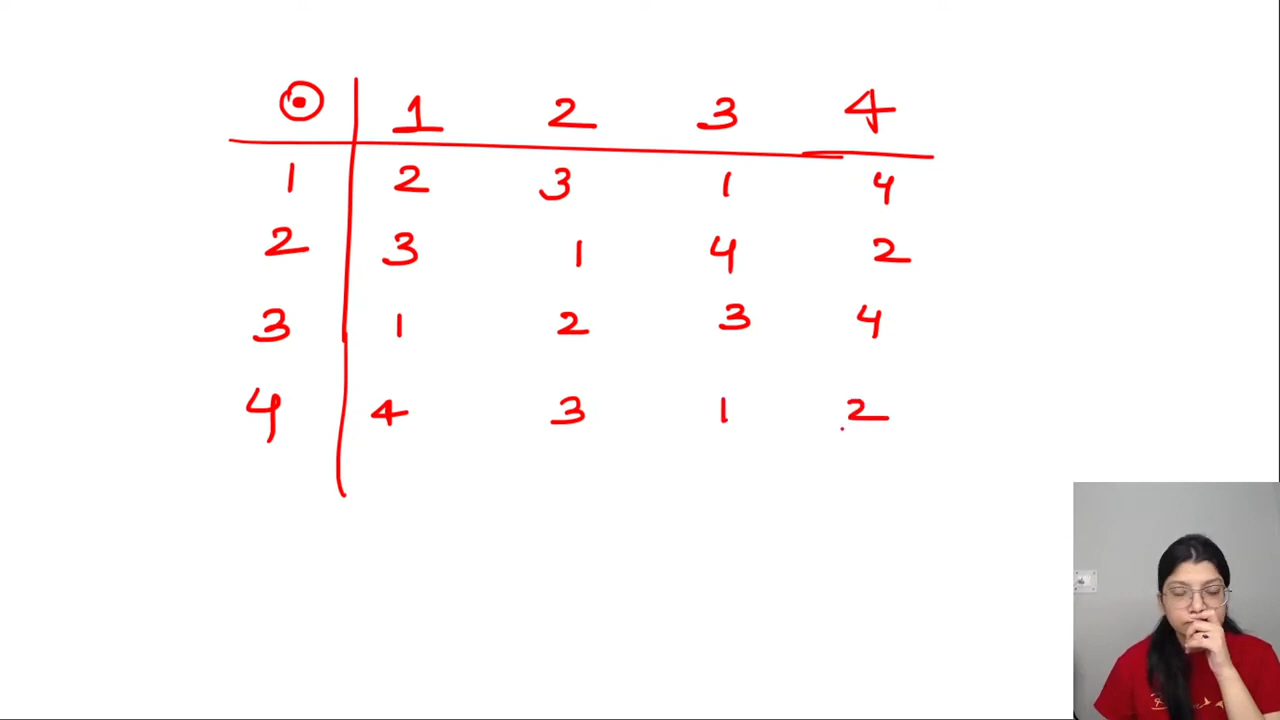 ⊙ 1 2 3 4
1 2 3 1 4
2 3 1 4 2
3 1 2 3 4
4 4 3 1 2